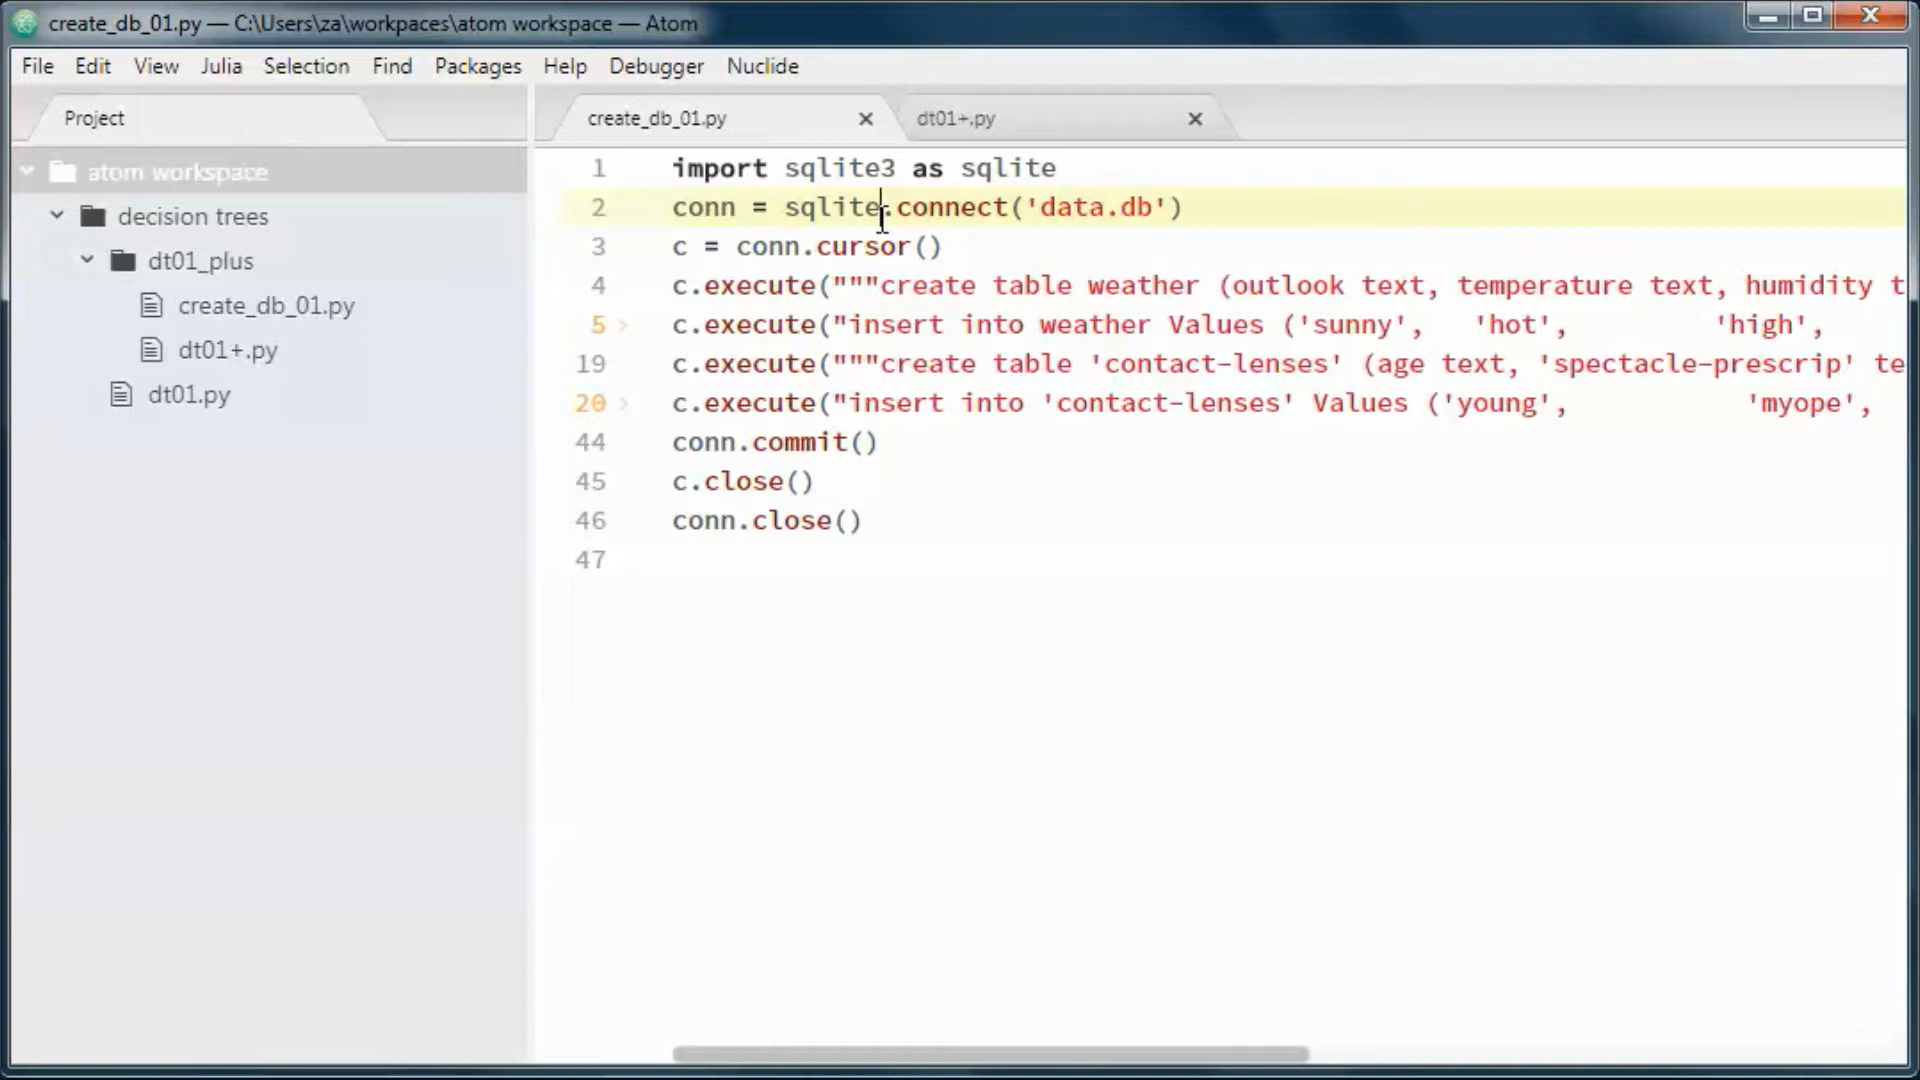 create_db_01.py — C:\Users\za\workpaces\atom workspace — Atom
File Edit View Julia Selection Find Packages Help Debugger Nuclide
Project
atom workspace
decision trees
dt01_plus
create_db_01.py
dt01+.py
dt01.py
create_db_01.py dt01+.py
1 import sqlite3 as sqlite
2 conn = sqlite.connect('data.db')
3 c = conn.cursor()
4 c.execute("""create table weather (outlook text, temperature text, humidity t
5 c.execute("insert into weather Values ('sunny', 'hot', 'high',
19 c.execute("""create table 'contact-lenses' (age text, 'spectacle-prescrip' te
20 c.execute("insert into 'contact-lenses' Values ('young', 'myope',
44 conn.commit()
45 c.close()
46 conn.close()
47